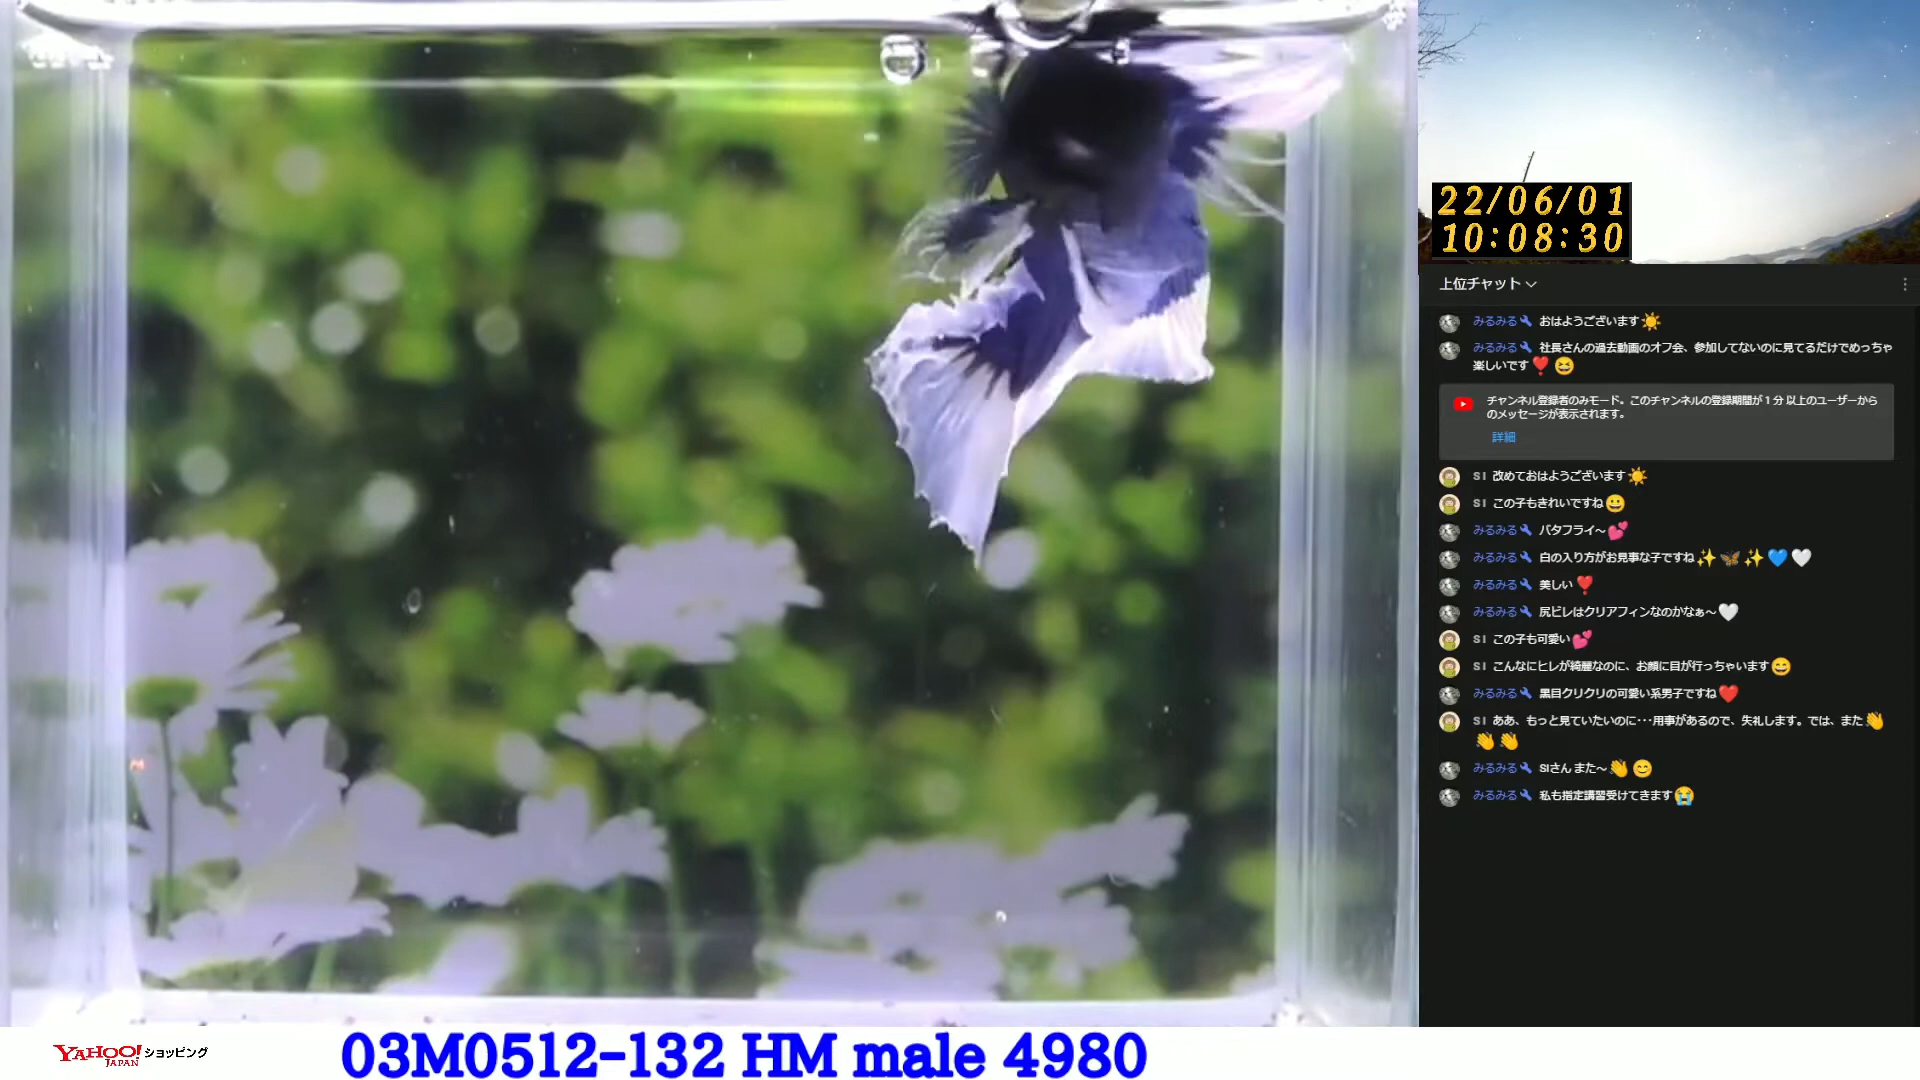 22/06/01
10:08:30
上位チャット
みるみる おはようございます☀️
みるみる 社長さんの過去動画のオフ会、参加してないのに見てるだけでめっちゃ
楽しいです❣️😆
チャンネル登録者のみモード。このチャンネルの登録期間が 1 分 以上のユーザーから
のメッセージが表示されます。
詳細
S I 改めておはようございます☀️
S I この子もきれいですね😀
みるみる バタフライ〜💕
みるみる 白の入り方がお見事な子ですね✨🦋✨💙🤍
みるみる 美しい❣️
みるみる 尻ビレはクリアフィンなのかなぁ〜🤍
S I この子も可愛い💕
S I こんなにヒレが綺麗なのに、お顔に目が行っちゃいます😄
みるみる 黒目クリクリの可愛い系男子ですね❤️
S I ああ、もっと見ていたいのに･･･用事があるので、失礼します。では、また👋
👋👋
みるみる SIさん また〜👋😊
みるみる 私も指定講習受けてきます😭
YAHOO! JAPAN ショッピング
03M0512-132 HM male 4980